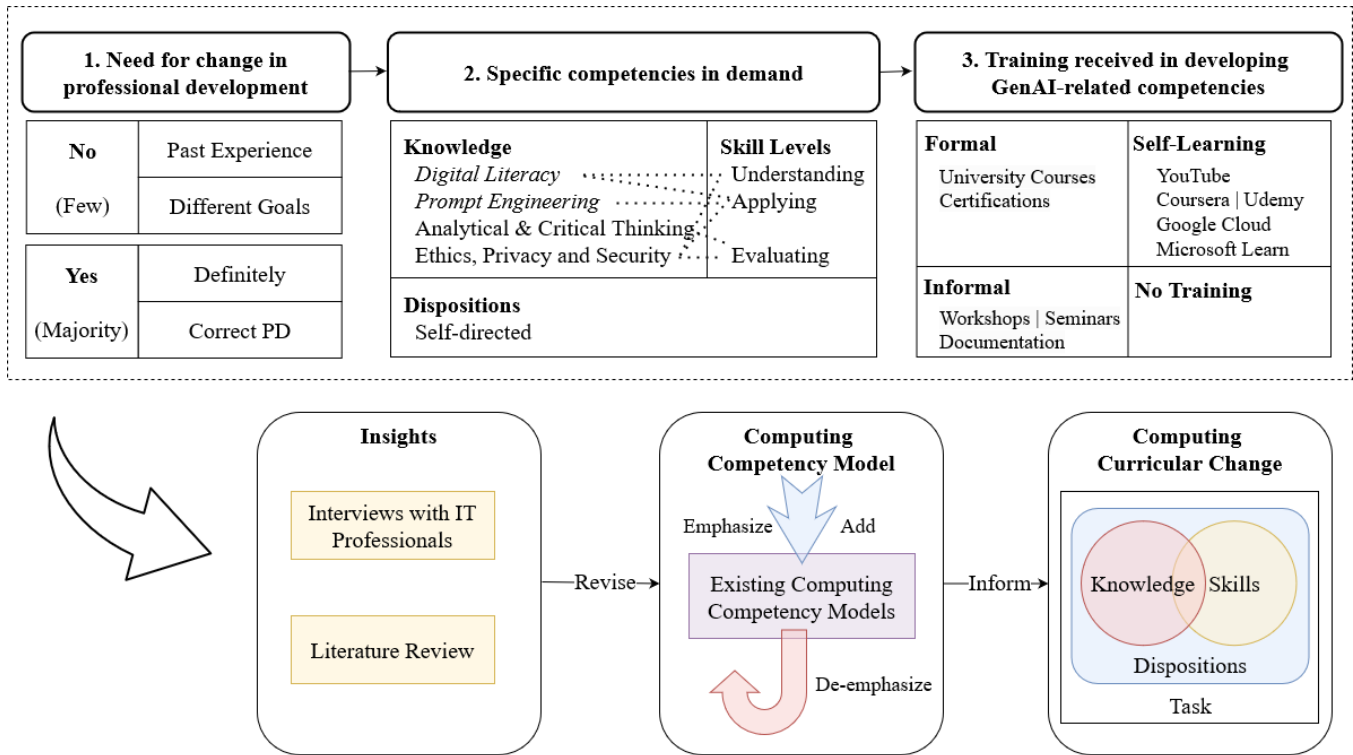 1. Need for change in
professional development
2. Specific competencies in demand
3. Training received in developing
GenAI-related competencies
No
(Few)
Past Experience
Different Goals
Yes
(Majority)
Definitely
Correct PD
Knowledge
Digital Literacy
Prompt Engineering
Analytical & Critical Thinking
Ethics, Privacy and Security
Skill Levels
Understanding
Applying
Evaluating
Dispositions
Self-directed
Formal
University Courses
Certifications
Self-Learning
YouTube
Coursera | Udemy
Google Cloud
Microsoft Learn
Informal
Workshops | Seminars
Documentation
No Training
Insights
Interviews with IT
Professionals
Literature Review
Revise
Computing
Competency Model
Emphasize
Add
Existing Computing
Competency Models
De-emphasize
Inform
Computing
Curricular Change
Knowledge
Skills
Dispositions
Task